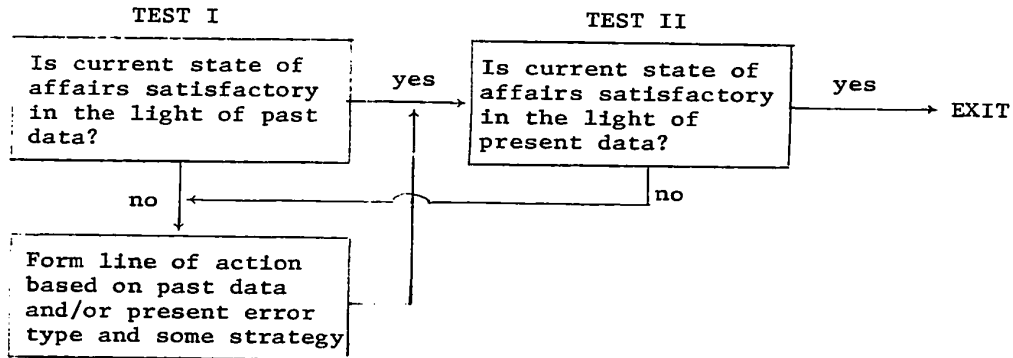 TEST I
Is current state of
affairs satisfactory
in the light of past
data?
yes
TEST II
Is current state of
affairs satisfactory
in the light of
present data?
yes
EXIT
no
no
Form line of action
based on past data
and/or present error
type and some strategy